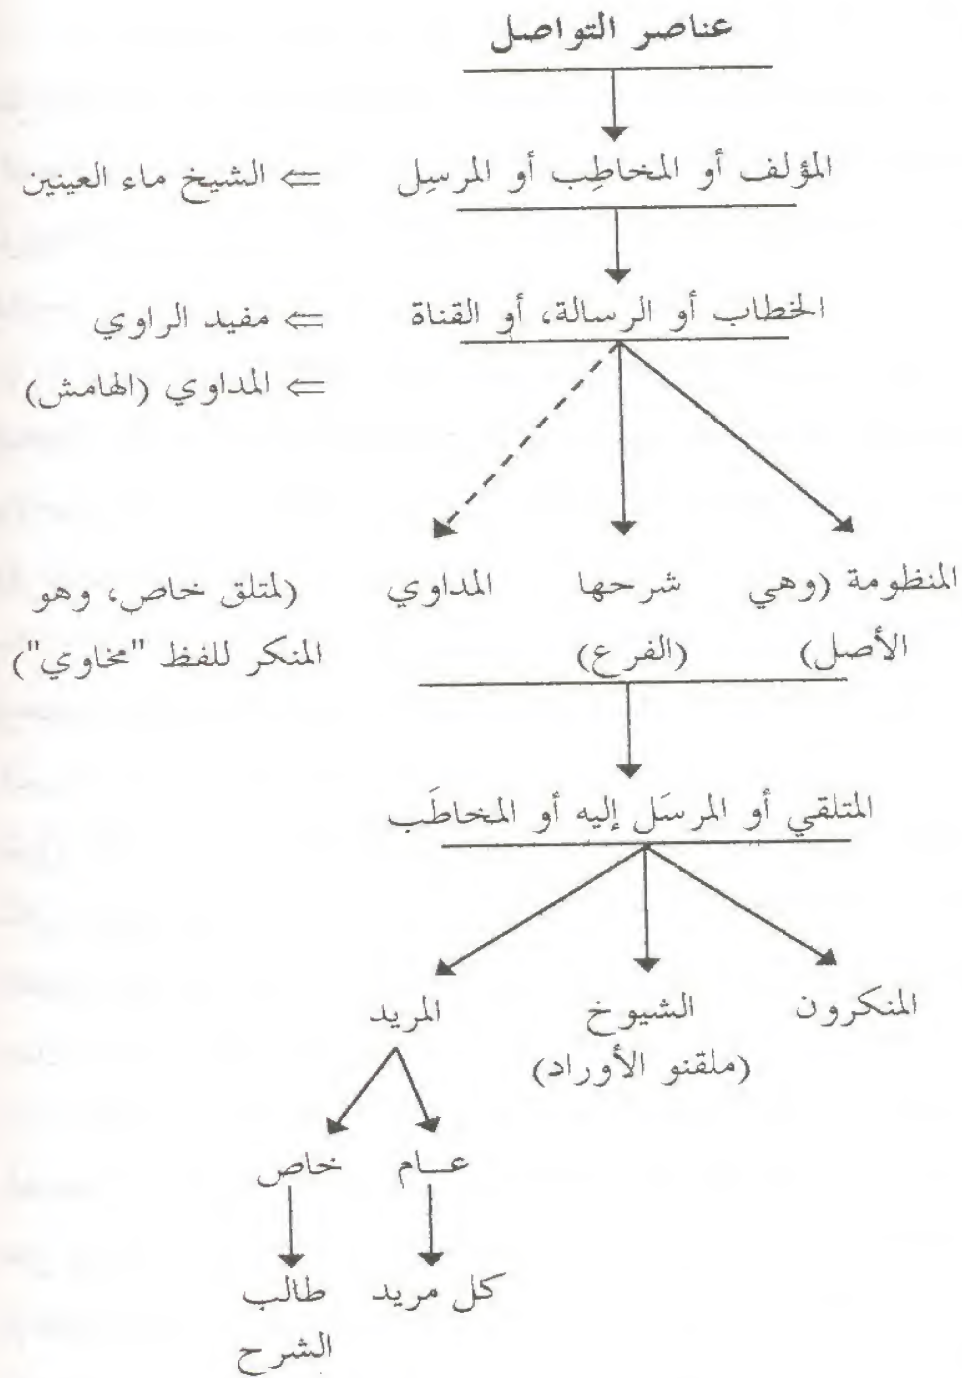 عناصر التواصل
المؤلف أو المخاطِب أو المرسِل ⇐ الشيخ ماء العينين
الخطاب أو الرسالة، أو القناة ⇐ مفيد الراوي
⇐ المداوي (الهامش)
المنظومة (وهي شرحها المداوي (لمتلق خاص، وهو
الأصل) (الفرع) المنكر للفظ "مخاوي")
المتلقي أو المرسَل إليه أو المخاطَب
المنكرون الشيوخ المريد
(ملقنو الأوراد)
عـام خاص
كل مريد طالب
الشرح